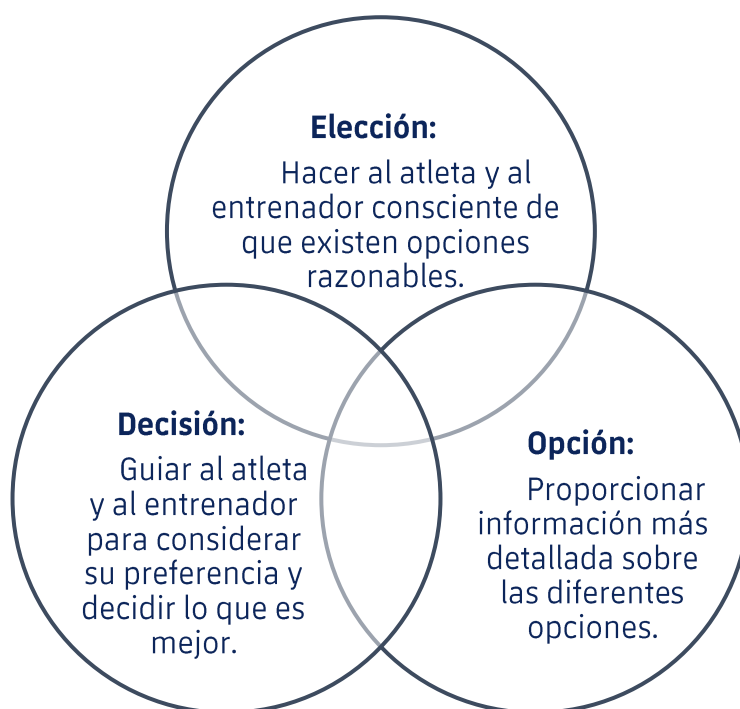 Elección:
Hacer al atleta y al
entrenador consciente de
que existen opciones
razonables.
Decisión:
Guiar al atleta
y al entrenador
para considerar
su preferencia y
decidir lo que es
mejor.
Opción:
Proporcionar
información más
detallada sobre
las diferentes
opciones.